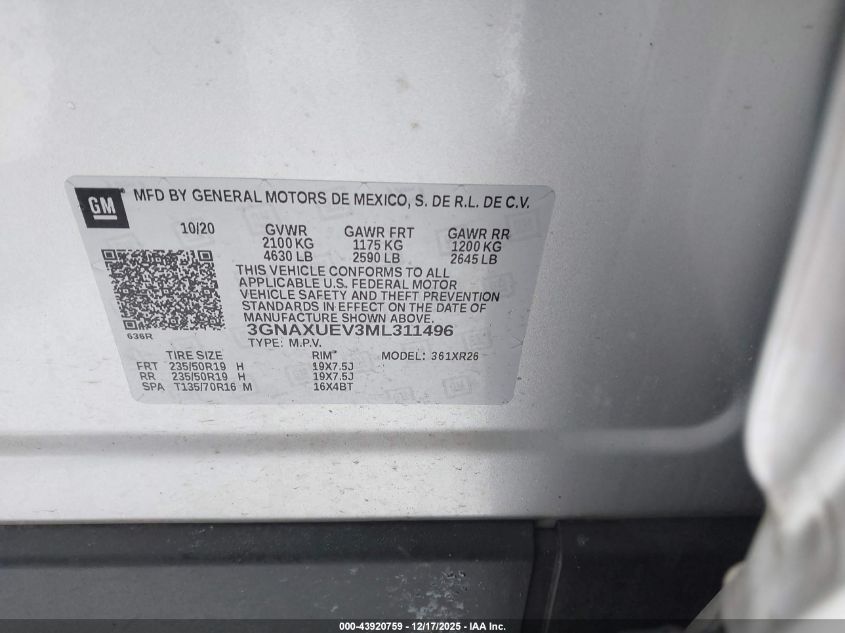 GM MFD BY GENERAL MOTORS DE MEXICO, S. DE R.L. DE C.V.
10/20 GVWR GAWR FRT GAWR RR
2100 KG 1175 KG 1200 KG
4630 LB 2590 LB 2645 LB
THIS VEHICLE CONFORMS TO ALL
APPLICABLE U.S. FEDERAL MOTOR
VEHICLE SAFETY AND THEFT PREVENTION
STANDARDS IN EFFECT ON THE DATE OF
MANUFACTURE SHOWN ABOVE.
636R 3GNAXUEV3ML311496
TYPE: M.P.V.
TIRE SIZE RIM* MODEL: 361XR26
FRT 235/50R19 H 19X7.5J
RR 235/50R19 H 19X7.5J
SPA T135/70R16 M 16X4BT
000-43920759 - 12/17/2025 - IAA Inc.